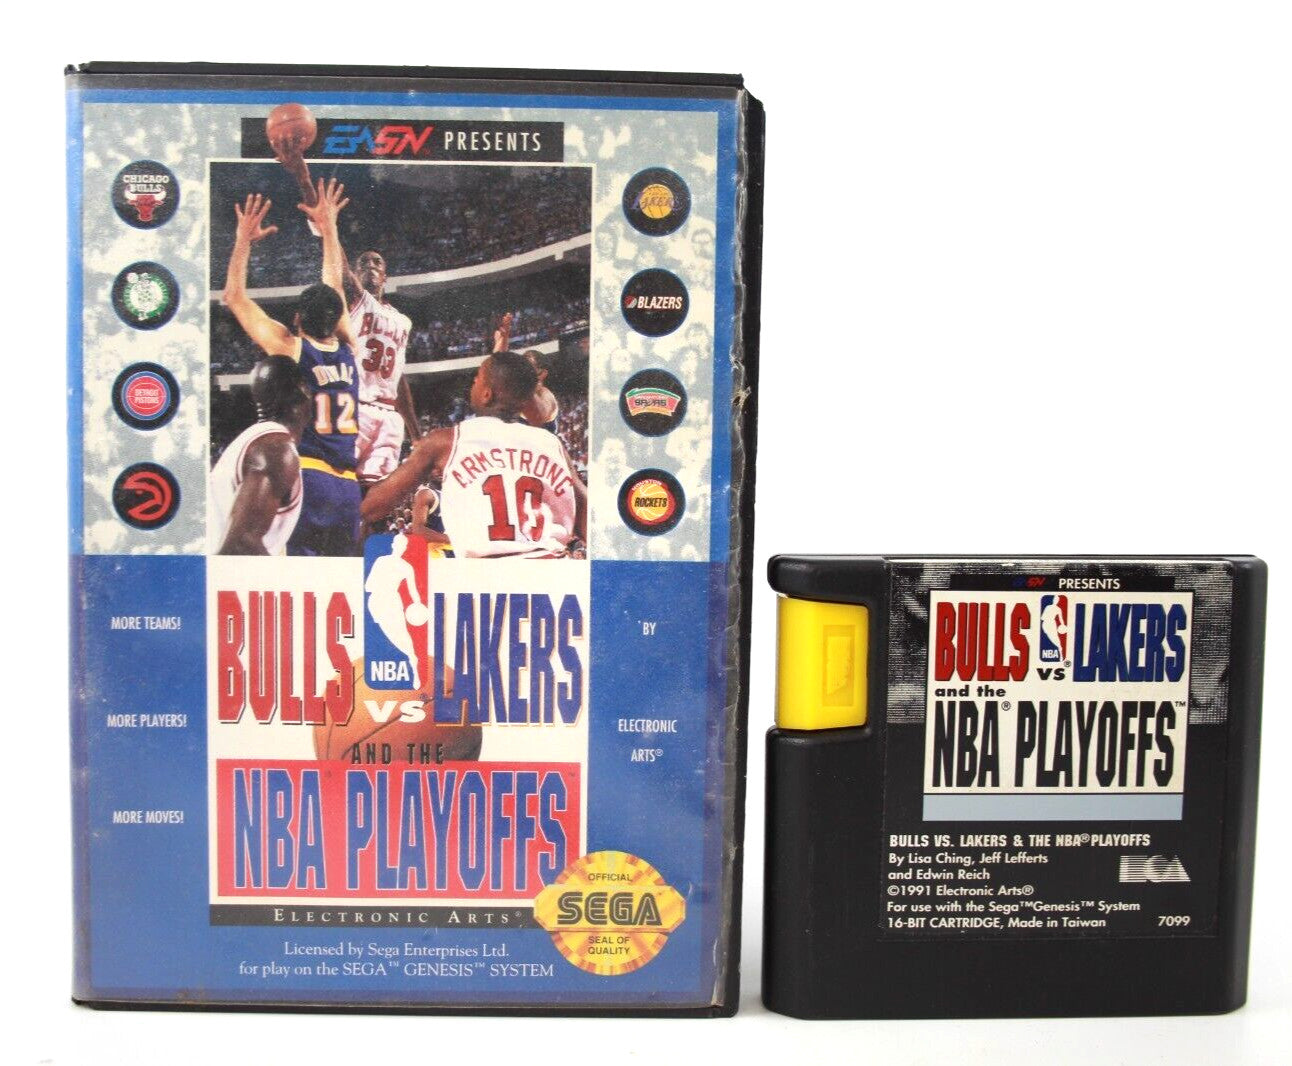 EASN PRESENTS
CHICAGO
BULLS
DETROIT
PISTONS
LAKERS
BLAZERS
SPURS
HOUSTON
ROCKETS
BULLS
33
DIVAC
12
ARMSTRONG
10
MORE TEAMS!
MORE PLAYERS!
MORE MOVES!
BULLS VS LAKERS
NBA
AND THE
NBA PLAYOFFS™
BY
ELECTRONIC
ARTS®
ELECTRONIC ARTS®
OFFICIAL
SEGA
SEAL OF
QUALITY
Licensed by Sega Enterprises Ltd.
for play on the SEGA™ GENESIS™ SYSTEM
EASN PRESENTS
BULLS VS® LAKERS
NBA
and the
NBA® PLAYOFFS™
BULLS VS. LAKERS & THE NBA® PLAYOFFS
By Lisa Ching, Jeff Lefferts
and Edwin Reich
©1991 Electronic Arts®
For use with the Sega™Genesis™ System
16-BIT CARTRIDGE, Made in Taiwan
7099
EA